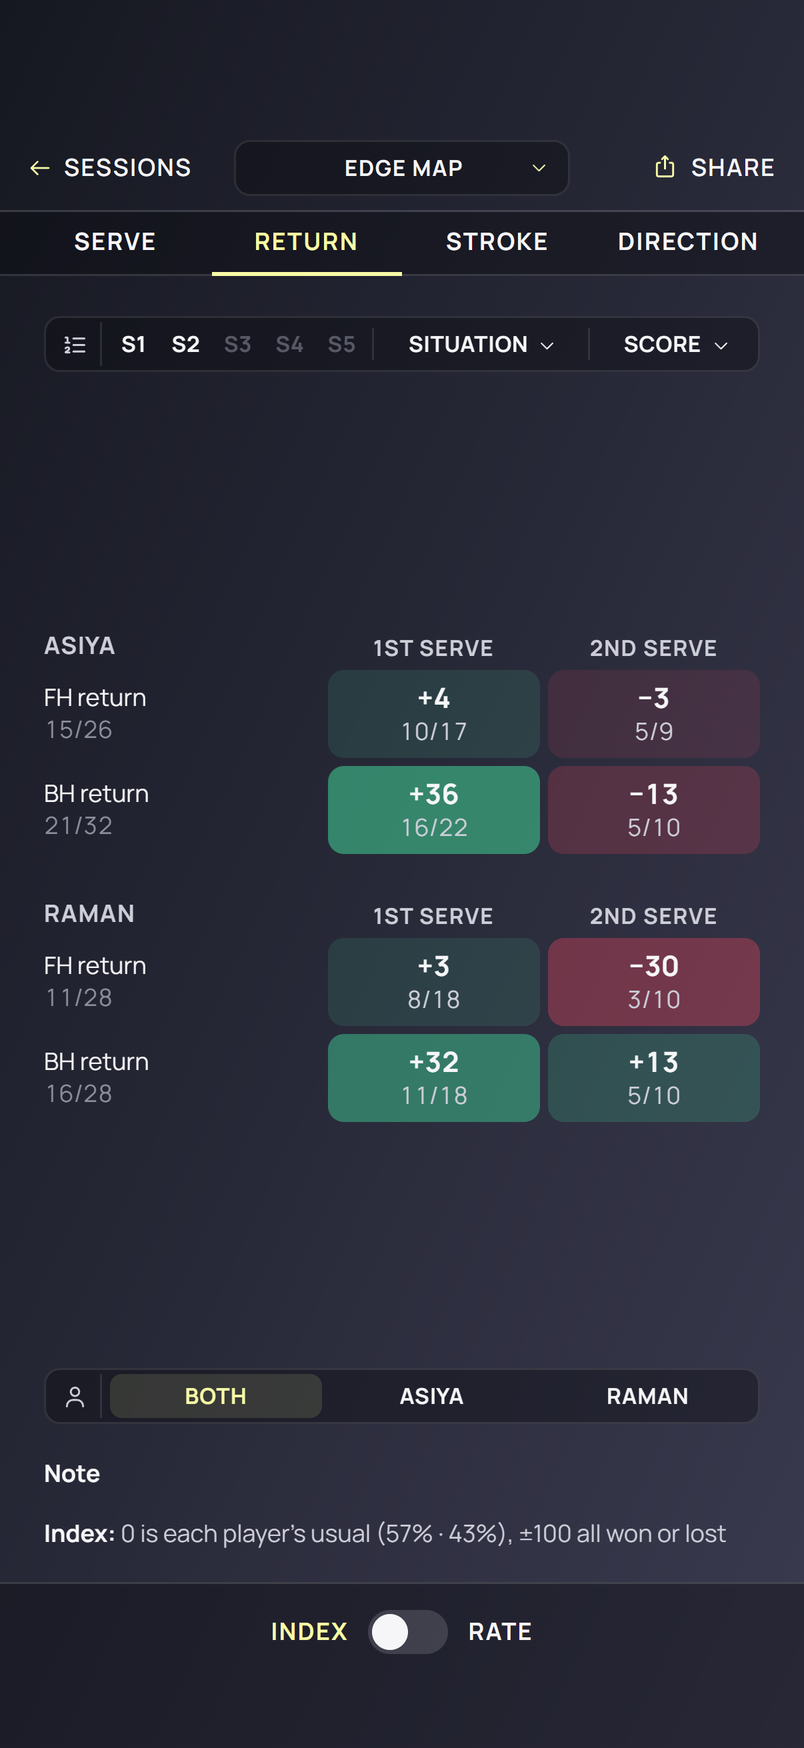 SESSIONS
EDGE MAP
SHARE
SERVE RETURN STROKE DIRECTION
S1 S2 S3 S4 S5 SITUATION SCORE
ASIYA 1ST SERVE 2ND SERVE
FH return +4 −3
15/26 10/17 5/9
BH return +36 −13
21/32 16/22 5/10
RAMAN 1ST SERVE 2ND SERVE
FH return +3 −30
11/28 8/18 3/10
BH return +32 +13
16/28 11/18 5/10
BOTH ASIYA RAMAN
Note
Index: 0 is each player's usual (57% · 43%), ±100 all won or lost
INDEX RATE